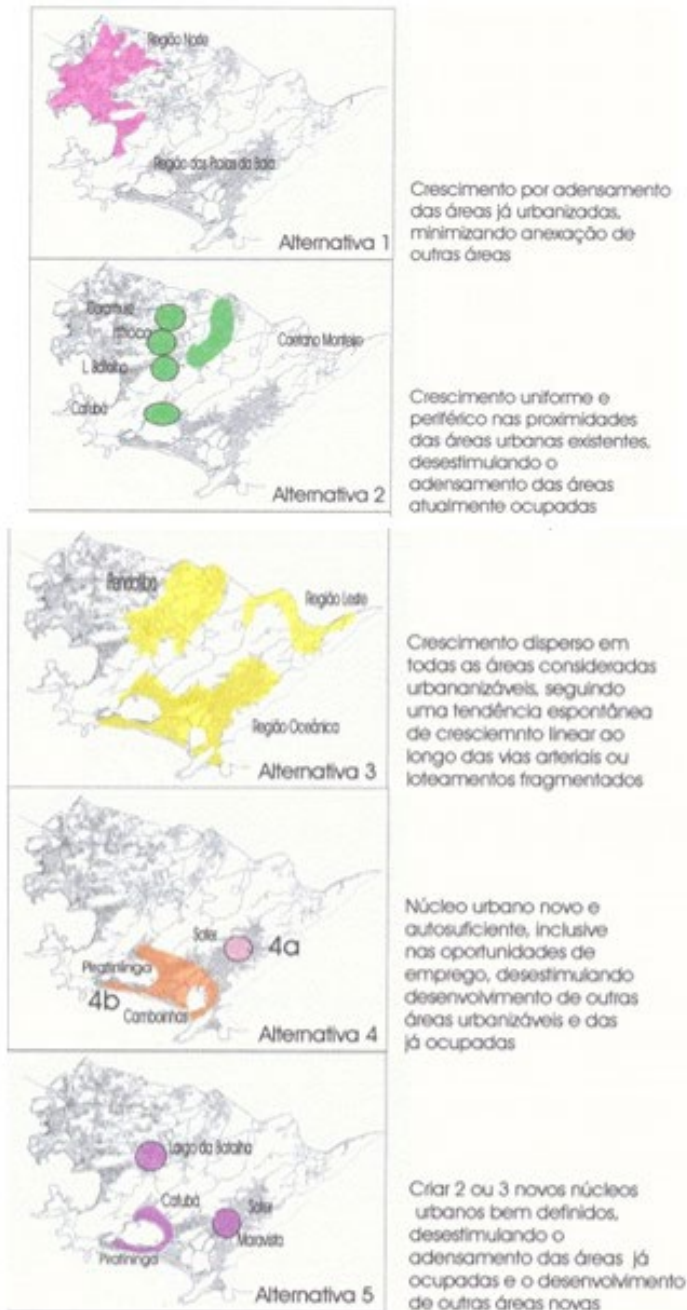 Região Norte
Região das Praias da Baía
Alternativa 1
Crescimento por adensamento
das áreas já urbanizadas,
minimizando anexação de
outras áreas
Ititioca
L. Batalha
Cafubá
Caetano Monteiro
Alternativa 2
Crescimento uniforme e
periférico nas proximidades
das áreas urbanas existentes,
desestimulando o
adensamento das áreas
atualmente ocupadas
Pendotiba
Região Leste
Região Oceânica
Alternativa 3
Crescimento disperso em
todas as áreas consideradas
urbananizáveis, seguindo
uma tendência espontânea
de cresciemnto linear ao
longo das vias arteriais ou
loteamentos fragmentados
Soter
4a
Piratininga
4b
Camboinhas
Alternativa 4
Núcleo urbano novo e
autosuficiente, inclusive
nas oportunidades de
emprego, desestimulando
desenvolvimento de outras
áreas urbanizáveis e das
já ocupadas
Largo da Batalha
Cafubá
Soter
Maravista
Piratininga
Alternativa 5
Criar 2 ou 3 novos núcleos
urbanos bem definidos,
desestimulando o
adensamento das áreas já
ocupadas e o desenvolvimento
de outras áreas novas